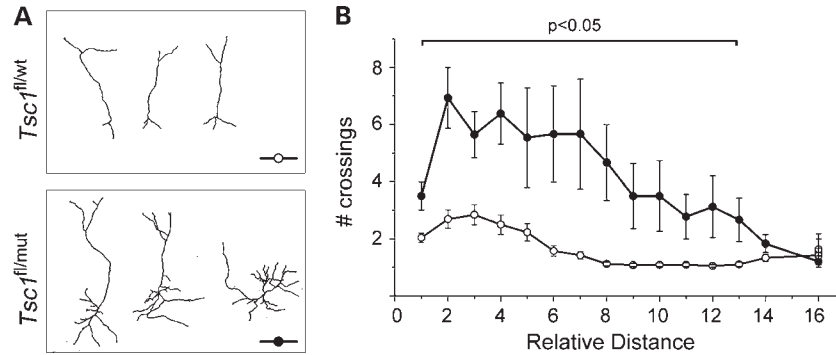 A
Tsc1fl/wt
Tsc1fl/mut
B
p<0.05
# crossings
8
6
4
2
0 2 4 6 8 10 12 14 16
Relative Distance